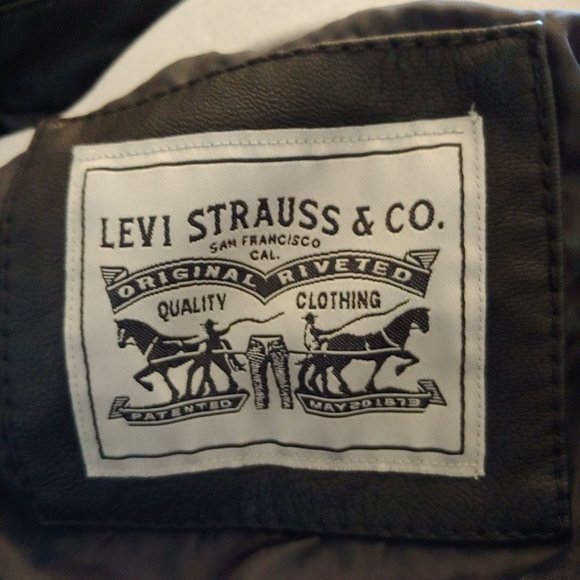 LEVI STRAUSS & CO.
SAN FRANCISCO
CAL.
ORIGINAL RIVETED
QUALITY CLOTHING
PATENTED MAY 20 1873